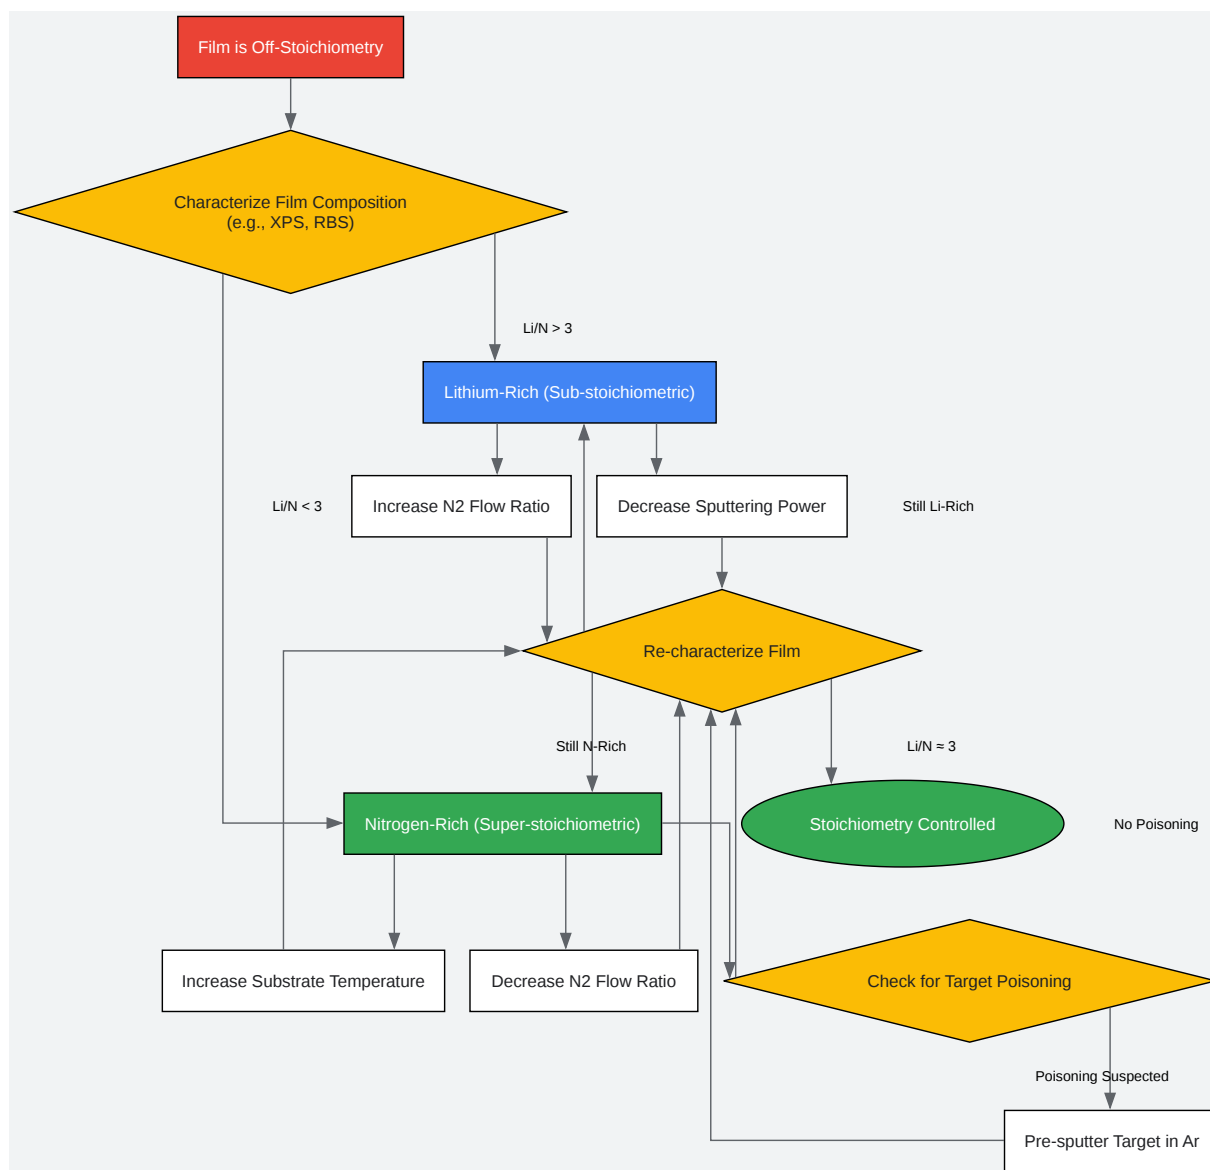 Film is Off-Stoichiometry
Characterize Film Composition
(e.g., XPS, RBS)
Li/N > 3
Lithium-Rich (Sub-stoichiometric)
Li/N < 3
Increase N2 Flow Ratio
Decrease Sputtering Power
Still Li-Rich
Re-characterize Film
Still N-Rich
Li/N ≈ 3
Nitrogen-Rich (Super-stoichiometric)
Stoichiometry Controlled
No Poisoning
Increase Substrate Temperature
Decrease N2 Flow Ratio
Check for Target Poisoning
Poisoning Suspected
Pre-sputter Target in Ar